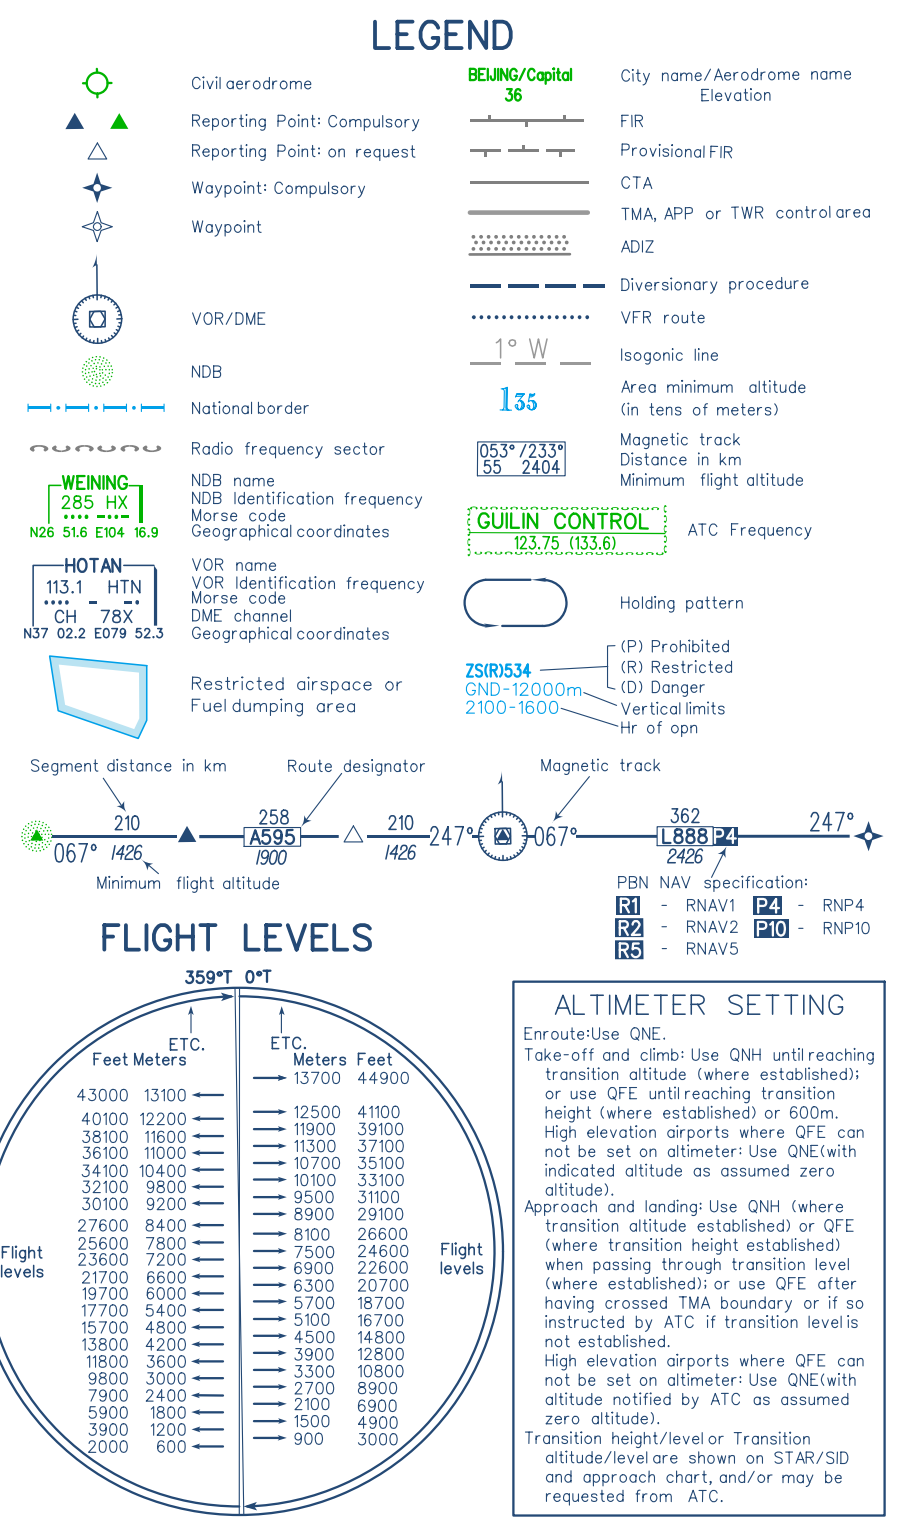 LEGEND
Civil aerodrome
Reporting Point: Compulsory
Reporting Point: on request
Waypoint: Compulsory
Waypoint
VOR/DME
NDB
National border
Radio frequency sector
WEINING
285 HX
N26 51.6 E104 16.9
NDB name
NDB Identification frequency
Morse code
Geographical coordinates
HOTAN
113.1 HTN
CH 78X
N37 02.2 E079 52.3
VOR name
VOR Identification frequency
Morse code
DME channel
Geographical coordinates
Restricted airspace or
Fuel dumping area
BEIJING/Capital
36
City name/Aerodrome name
Elevation
FIR
Provisional FIR
CTA
TMA, APP or TWR control area
ADIZ
Diversionary procedure
VFR route
1° W
Isogonic line
135
Area minimum altitude
(in tens of meters)
053°/233°
55 2404
Magnetic track
Distance in km
Minimum flight altitude
GUILIN CONTROL
123.75 (133.6)
ATC Frequency
Holding pattern
ZS(R)534
GND-12000m
2100-1600
(P) Prohibited
(R) Restricted
(D) Danger
Vertical limits
Hr of opn
Segment distance in km
Route designator
Magnetic track
210
258
210
362
247°
A595
247°
067°
L888 P4
067°
1426
1900
1426
2426
Minimum flight altitude
PBN NAV specification:
R1 - RNAV1 P4 - RNP4
R2 - RNAV2 P10 - RNP10
R5 - RNAV5
FLIGHT LEVELS
359°T 0°T
ETC.
Feet Meters
43000 13100
40100 12200
38100 11600
36100 11000
34100 10400
32100 9800
30100 9200
27600 8400
25600 7800
23600 7200
21700 6600
19700 6000
17700 5400
15700 4800
13800 4200
11800 3600
9800 3000
7900 2400
5900 1800
3900 1200
2000 600
Flight
levels
ETC.
Meters Feet
13700 44900
12500 41100
11900 39100
11300 37100
10700 35100
10100 33100
9500 31100
8900 29100
8100 26600
7500 24600
6900 22600
6300 20700
5700 18700
5100 16700
4500 14800
3900 12800
3300 10800
2700 8900
2100 6900
1500 4900
900 3000
Flight
levels
ALTIMETER SETTING
Enroute:Use QNE.
Take-off and climb: Use QNH until reaching
transition altitude (where established);
or use QFE until reaching transition
height (where established) or 600m.
High elevation airports where QFE can
not be set on altimeter: Use QNE(with
indicated altitude as assumed zero
altitude).
Approach and landing: Use QNH (where
transition altitude established) or QFE
(where transition height established)
when passing through transition level
(where established); or use QFE after
having crossed TMA boundary or if so
instructed by ATC if transition level is
not established.
High elevation airports where QFE can
not be set on altimeter: Use QNE(with
altitude notified by ATC as assumed
zero altitude).
Transition height/level or Transition
altitude/level are shown on STAR/SID
and approach chart, and/or may be
requested from ATC.